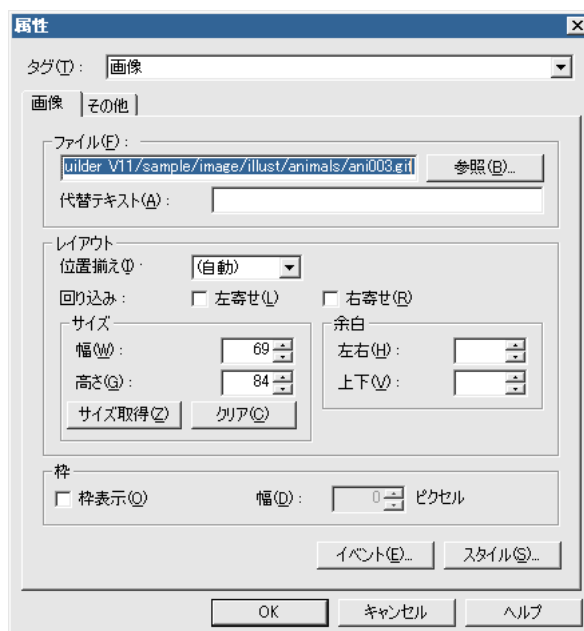 属性
タグ(T): 画像
画像 その他
ファイル(F):
uilder V11/sample/image/illust/animals/ani003.gif 参照(B)...
代替テキスト(A):
レイアウト
位置揃え(I): (自動)
回り込み: 左寄せ(L) 右寄せ(R)
サイズ 余白
幅(W): 69 左右(H):
高さ(G): 84 上下(V):
サイズ取得(Z) クリア(C)
枠
枠表示(O) 幅(D): 0 ピクセル
イベント(E)... スタイル(S)...
OK キャンセル ヘルプ